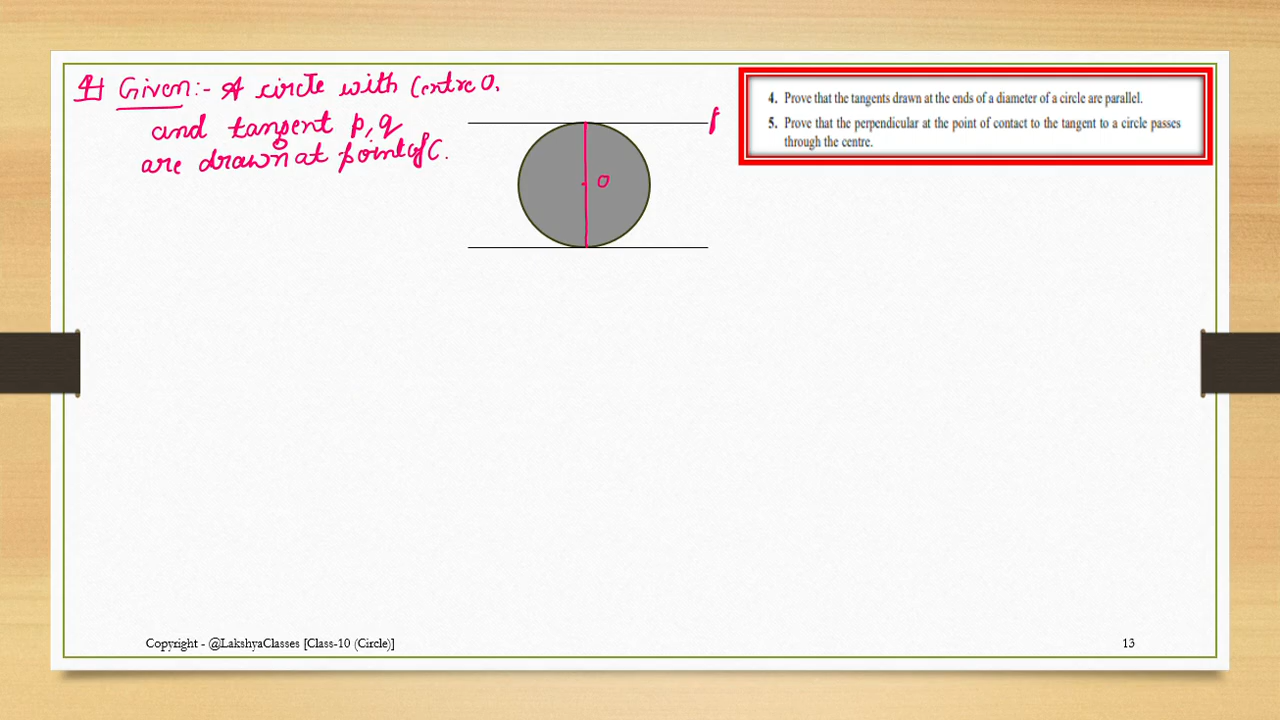 4) Given:- A circle with Centre O.
and tangent p, q
are drawn at point of C.
p
O
4. Prove that the tangents drawn at the ends of a diameter of a circle are parallel.
5. Prove that the perpendicular at the point of contact to the tangent to a circle passes
through the centre.
Copyright - @LakshyaClasses [Class-10 (Circle)]
13